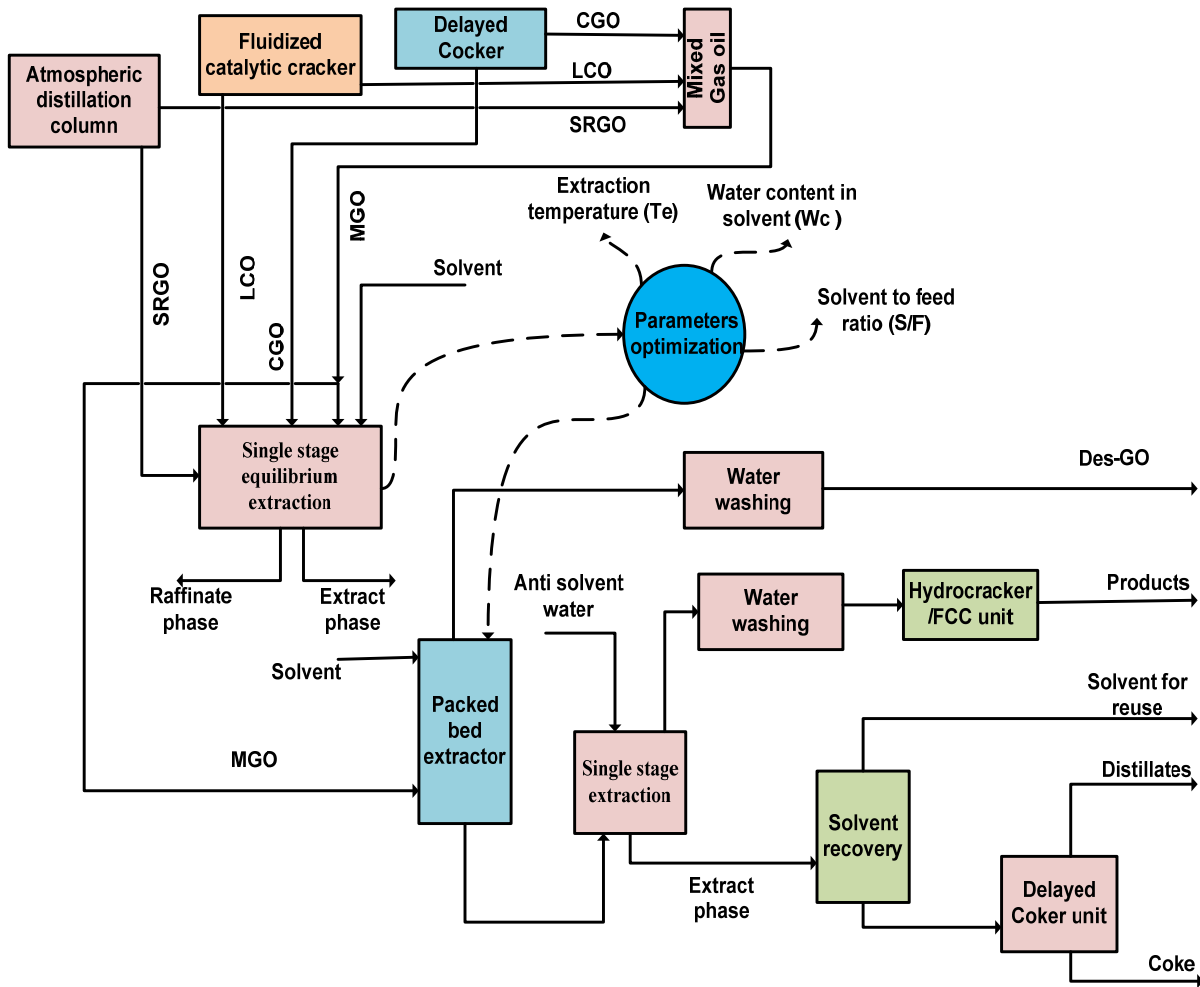 CGO
Delayed
Cocker
Fluidized
catalytic cracker
Mixed
Gas oil
LCO
Atmospheric
distillation
column
SRGO
Extraction
temperature (Te)
Water content in
solvent (Wc )
MGO
SRGO
LCO
CGO
Solvent
Solvent to feed
ratio (S/F)
Parameters
optimization
Single stage
equilibrium
extraction
Des-GO
Water
washing
Raffinate
phase
Extract
phase
Anti solvent
water
Water
washing
Hydrocracker
/FCC unit
Products
Solvent
Packed
bed
extractor
Solvent for
reuse
MGO
Single stage
extraction
Distillates
Solvent
recovery
Extract
phase
Delayed
Coker unit
Coke